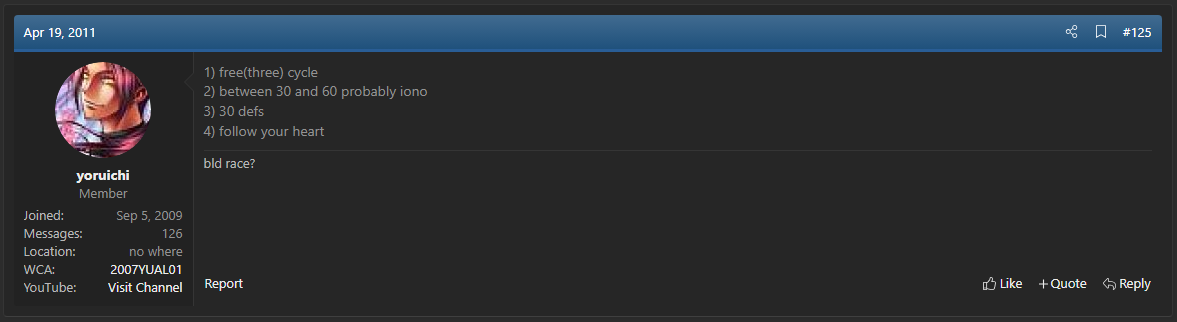 Apr 19, 2011
#125
1) free(three) cycle
2) between 30 and 60 probably iono
3) 30 defs
4) follow your heart
bld race?
yoruichi
Member
Joined: Sep 5, 2009
Messages: 126
Location: no where
WCA: 2007YUAL01
YouTube: Visit Channel
Report
Like
+Quote
Reply